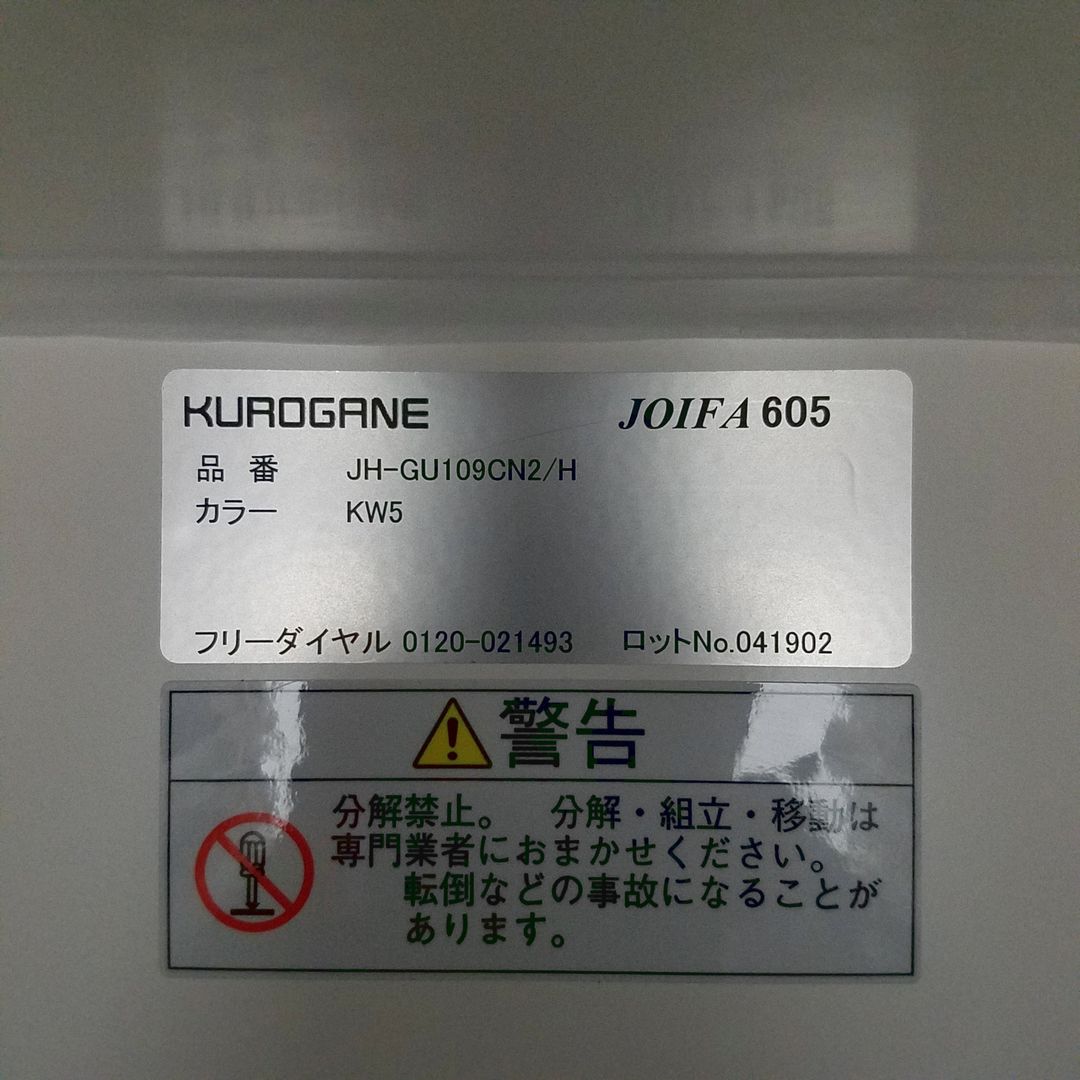 KUROGANE JOIFA 605
品番 JH-GU109CN2/H
カラー KW5
フリーダイヤル 0120-021493 ロットNo.041902
警告
分解禁止。 分解・組立・移動は
専門業者におまかせください。
転倒などの事故になることが
あります。